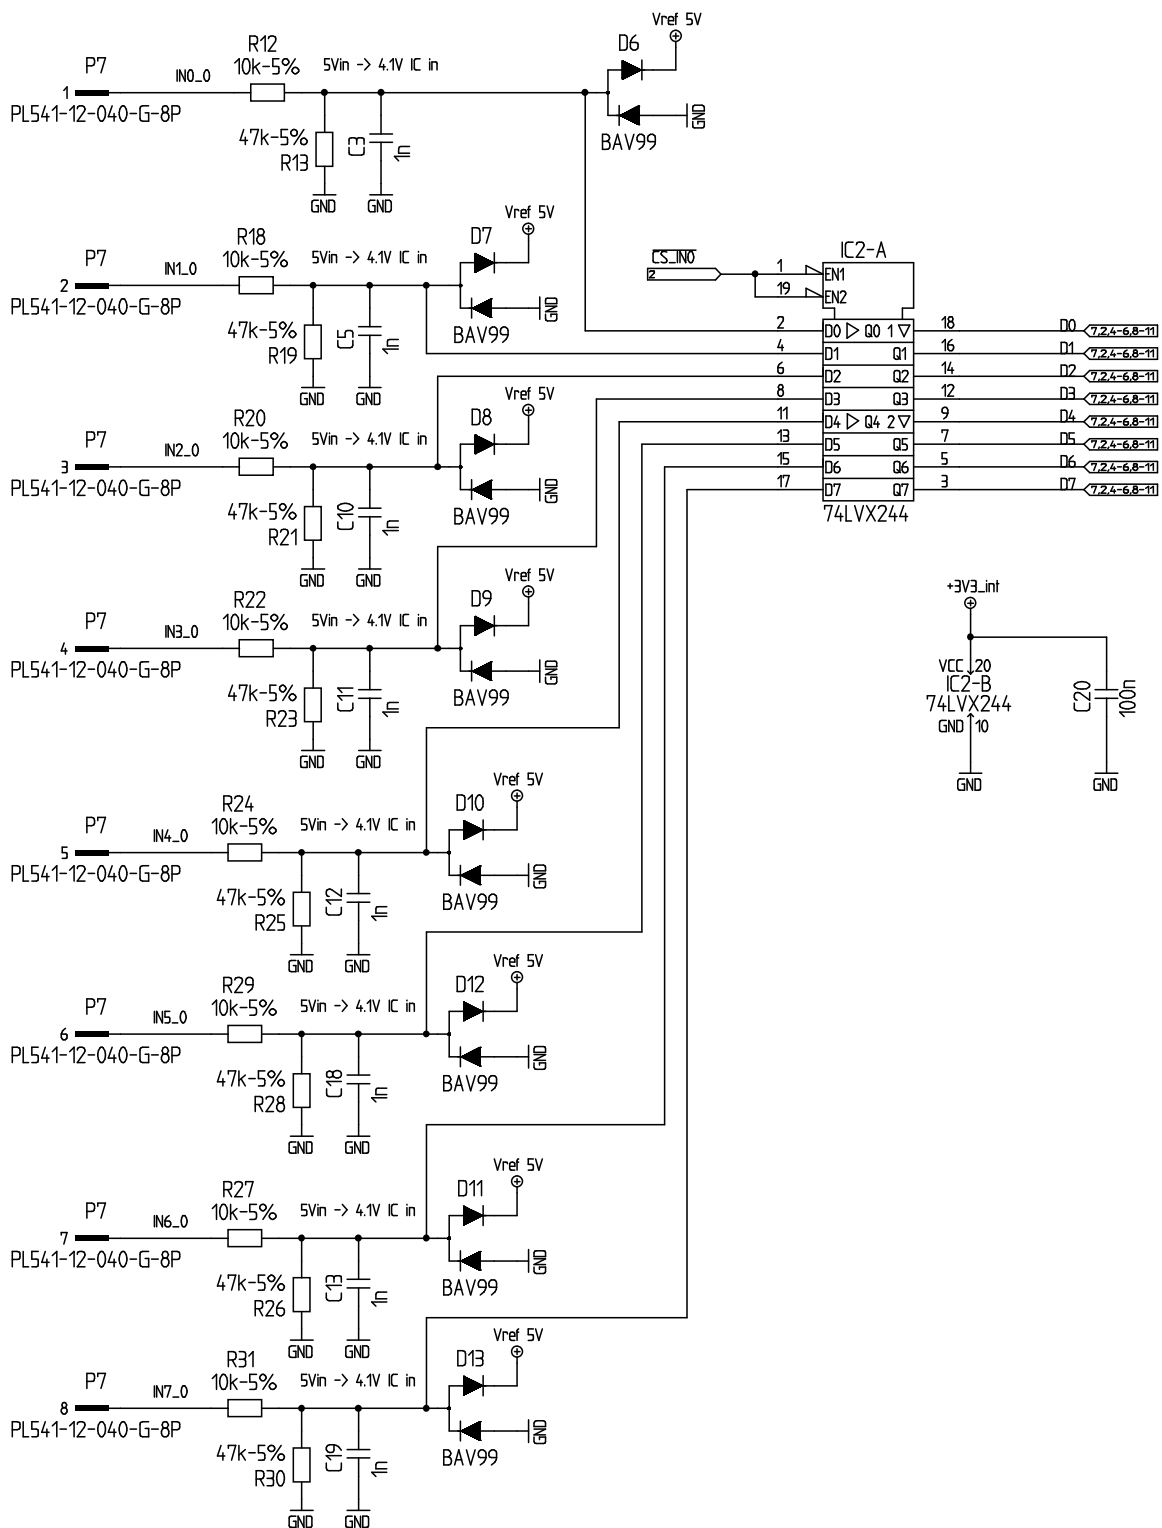 Vref 5V
R12
D6
P7
10k-5%
5Vin -> 4.1V IC in
IN0_0
1
PL541-12-040-G-8P
GND
47k-5%
R13
C3
1n
BAV99
GND
GND
Vref 5V
R18
D7
P7
10k-5%
5Vin -> 4.1V IC in
IN1_0
2
PL541-12-040-G-8P
GND
47k-5%
R19
C5
1n
BAV99
GND
GND
CS_IN0
2
IC2-A
1
EN1
19
EN2
2
D0
Q0
1
18
D0
7,2,4-6,8-11
4
D1
Q1
16
D1
7,2,4-6,8-11
6
D2
Q2
14
D2
7,2,4-6,8-11
8
D3
Q3
12
D3
7,2,4-6,8-11
11
D4
Q4
2
9
D4
7,2,4-6,8-11
13
D5
Q5
7
D5
7,2,4-6,8-11
15
D6
Q6
5
D6
7,2,4-6,8-11
17
D7
Q7
3
D7
7,2,4-6,8-11
74LVX244
Vref 5V
R20
D8
P7
10k-5%
5Vin -> 4.1V IC in
IN2_0
3
PL541-12-040-G-8P
GND
47k-5%
R21
C10
1n
BAV99
GND
GND
Vref 5V
R22
D9
P7
10k-5%
5Vin -> 4.1V IC in
IN3_0
4
PL541-12-040-G-8P
GND
47k-5%
R23
C11
1n
BAV99
GND
GND
+3V3_int
VCC
20
IC2-B
74LVX244
GND
10
C20
100n
GND
GND
Vref 5V
R24
D10
P7
10k-5%
5Vin -> 4.1V IC in
IN4_0
5
PL541-12-040-G-8P
GND
47k-5%
R25
C12
1n
BAV99
GND
GND
Vref 5V
R29
D12
P7
10k-5%
5Vin -> 4.1V IC in
IN5_0
6
PL541-12-040-G-8P
GND
47k-5%
R28
C18
1n
BAV99
GND
GND
Vref 5V
R27
D11
P7
10k-5%
5Vin -> 4.1V IC in
IN6_0
7
PL541-12-040-G-8P
GND
47k-5%
R26
C13
1n
BAV99
GND
GND
Vref 5V
R31
D13
P7
10k-5%
5Vin -> 4.1V IC in
IN7_0
8
PL541-12-040-G-8P
GND
47k-5%
R30
C19
1n
BAV99
GND
GND